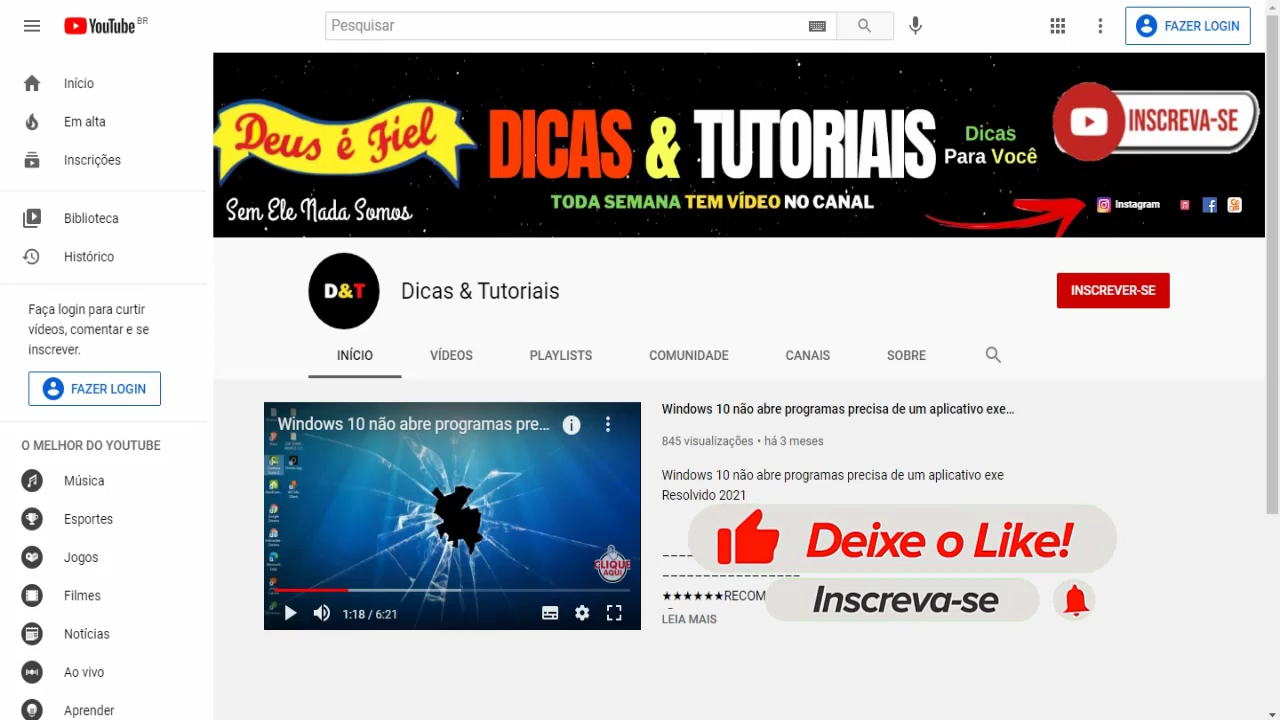 YouTube BR
Pesquisar
FAZER LOGIN
Início
Em alta
Inscrições
Biblioteca
Histórico
Faça login para curtir
vídeos, comentar e se
inscrever.
FAZER LOGIN
O MELHOR DO YOUTUBE
Música
Esportes
Jogos
Filmes
Notícias
Ao vivo
Aprender
Deus é Fiel
Sem Ele Nada Somos
DICAS & TUTORIAIS
TODA SEMANA TEM VÍDEO NO CANAL
Dicas
Para Você
INSCREVA-SE
Instagram
D&T
Dicas & Tutoriais
INSCREVER-SE
INÍCIO
VÍDEOS
PLAYLISTS
COMUNIDADE
CANAIS
SOBRE
Windows 10 não abre programas pre...
CLIQUE
AQUI
1:18 / 6:21
Windows 10 não abre programas precisa de um aplicativo exe...
845 visualizações • há 3 meses
Windows 10 não abre programas precisa de um aplicativo exe
Resolvido 2021
Deixe o Like!
★★★★★★RECOM
Inscreva-se
LEIA MAIS